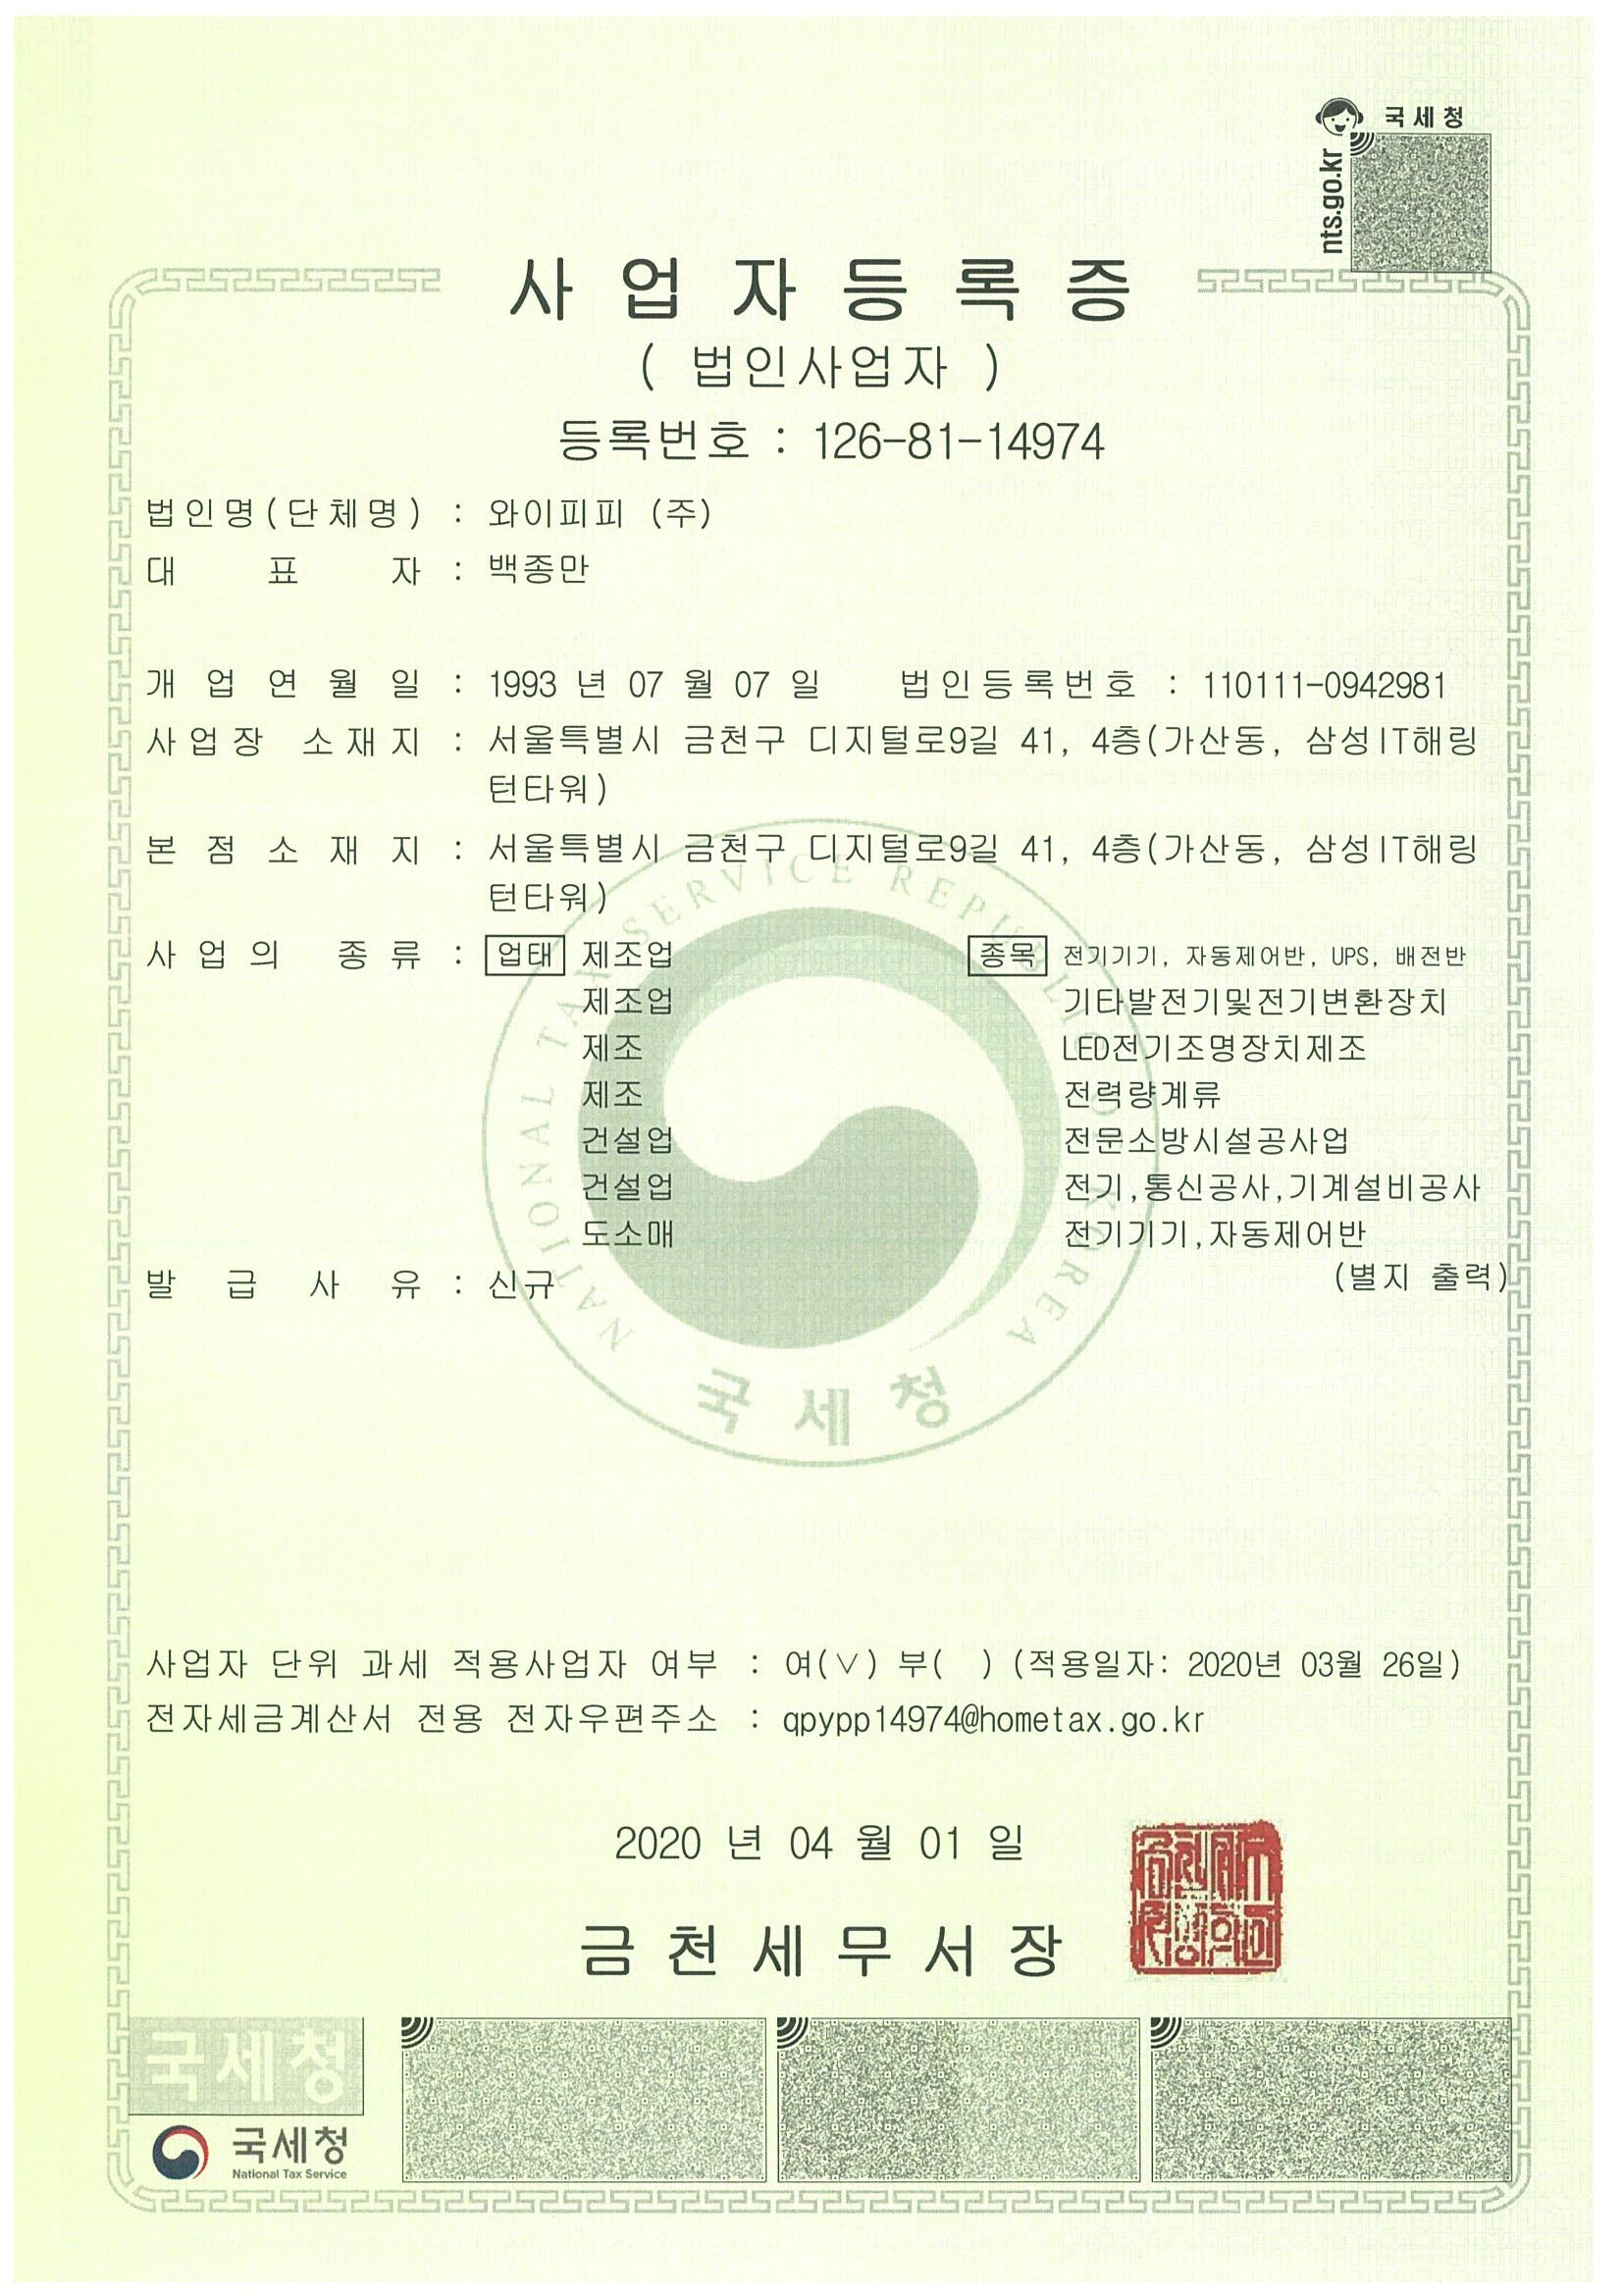 국세청
nts.go.kr
사업자등록증
( 법인사업자 )
등록번호 : 126-81-14974
법인명(단체명) : 와이피피 (주)
대 표 자 : 백종만
개 업 연 월 일 : 1993 년 07 월 07 일 법인등록번호 : 110111-0942981
사업장 소재지 : 서울특별시 금천구 디지털로9길 41, 4층(가산동, 삼성IT해링
턴타워)
본 점 소 재 지 : 서울특별시 금천구 디지털로9길 41, 4층(가산동, 삼성IT해링
턴타워)
사 업 의 종 류 : 업태 제조업 종목 전기기기, 자동제어반, UPS, 배전반
제조업 기타발전기및전기변환장치
제조 LED전기조명장치제조
제조 전력량계류
건설업 전문소방시설공사업
건설업 전기,통신공사,기계설비공사
도소매 전기기기,자동제어반
(별지 출력)
발 급 사 유 : 신규
NATIONAL TAX SERVICE REPUBLIC OF KOREA
국세청
사업자 단위 과세 적용사업자 여부 : 여(∨) 부( ) (적용일자: 2020년 03월 26일)
전자세금계산서 전용 전자우편주소 : qpypp14974@hometax.go.kr
2020 년 04 월 01 일
금천세무서장
국세청
국세청
National Tax Service